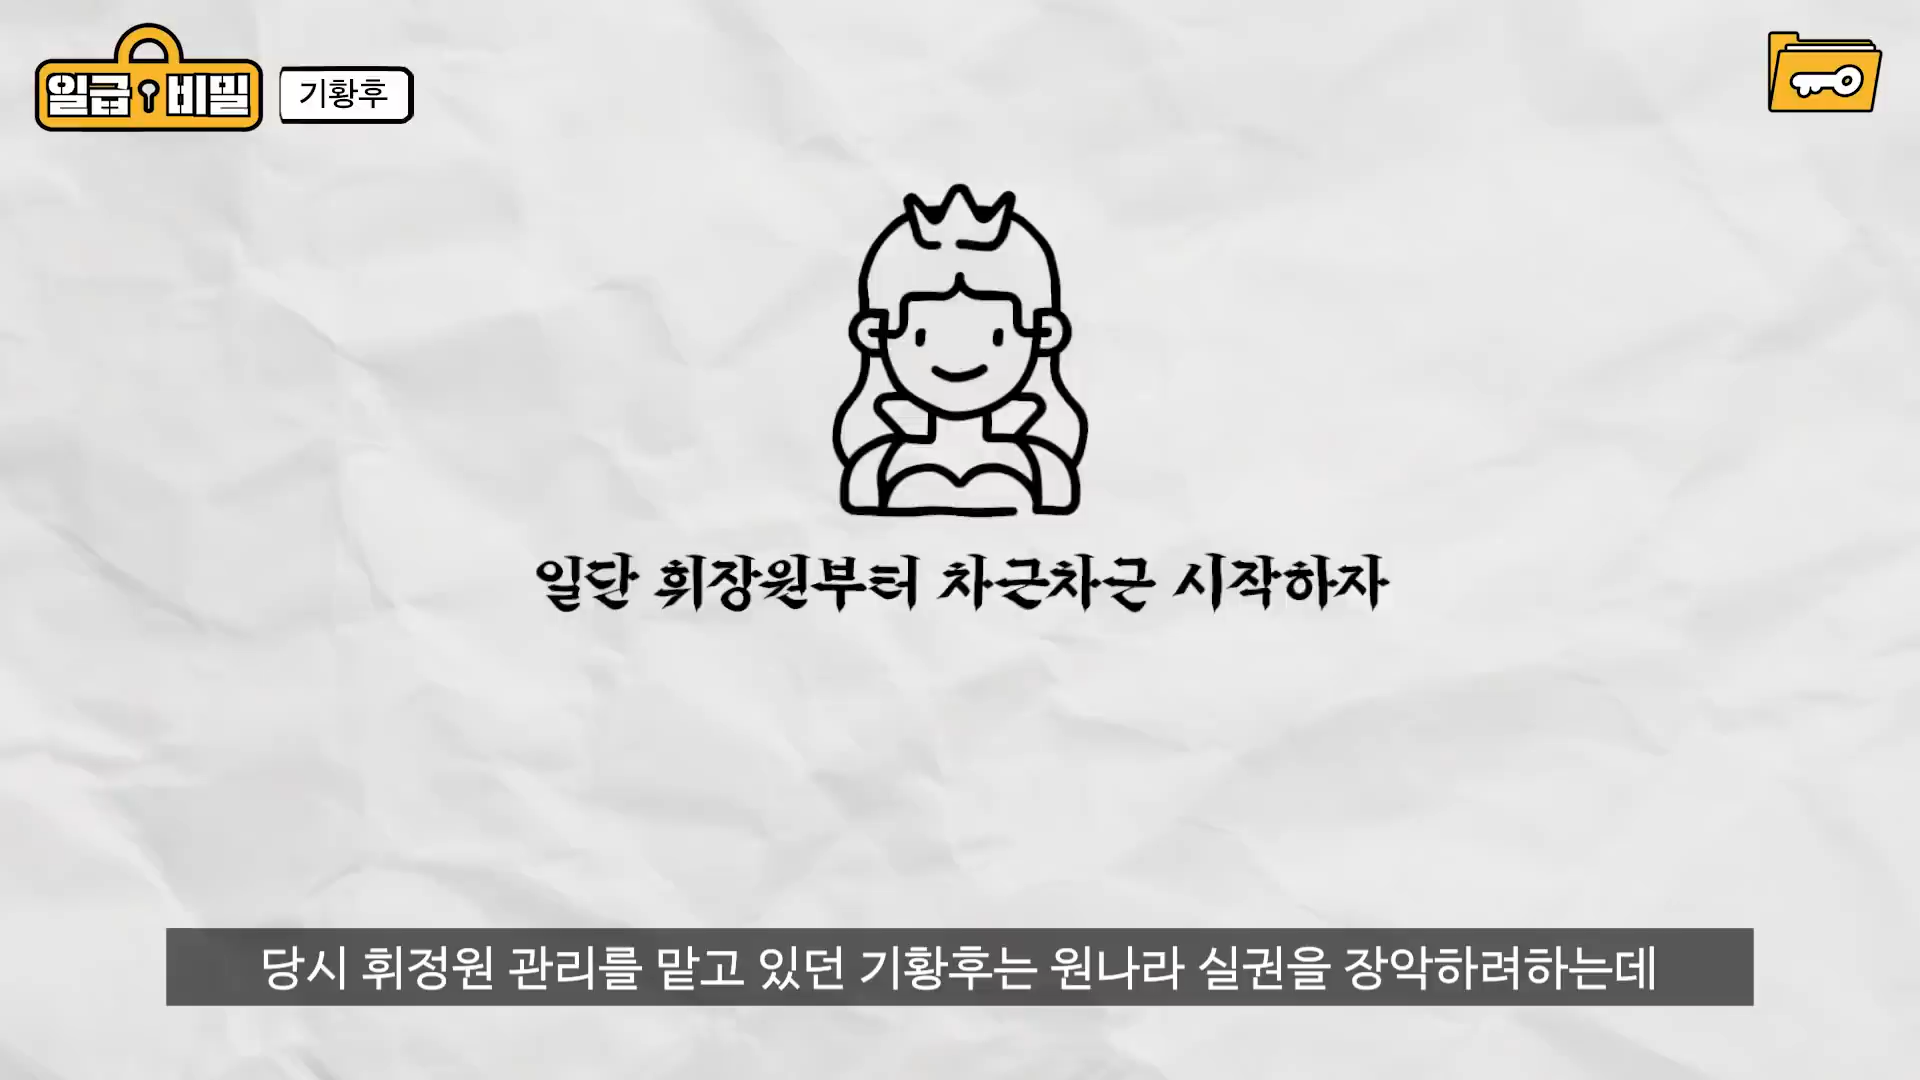 일급비밀
기황후
일단 휘장원부터 차근차근 시작하자
당시 휘정원 관리를 맡고 있던 기황후는 원나라 실권을 장악하려하는데